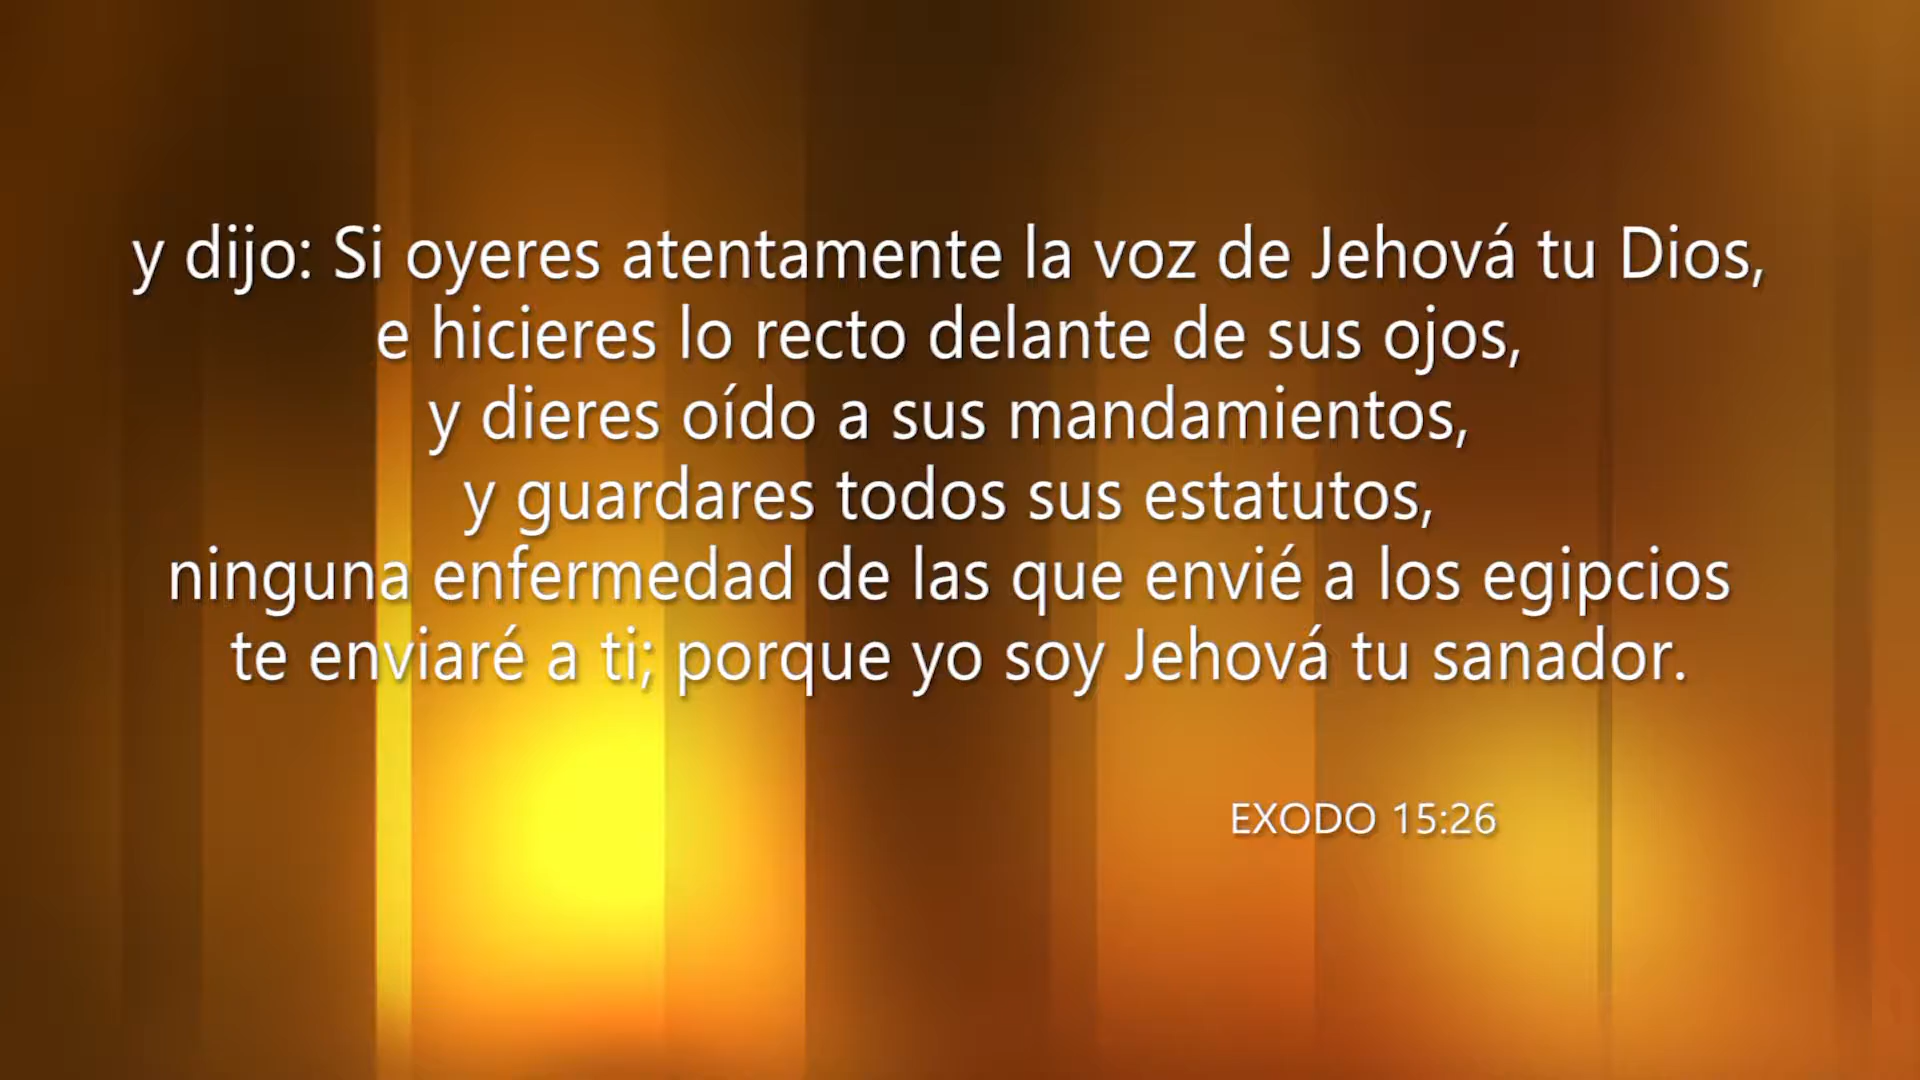 y dijo: Si oyeres atentamente la voz de Jehová tu Dios,
e hicieres lo recto delante de sus ojos,
y dieres oído a sus mandamientos,
y guardares todos sus estatutos,
ninguna enfermedad de las que envié a los egipcios
te enviaré a ti; porque yo soy Jehová tu sanador.
EXODO 15:26